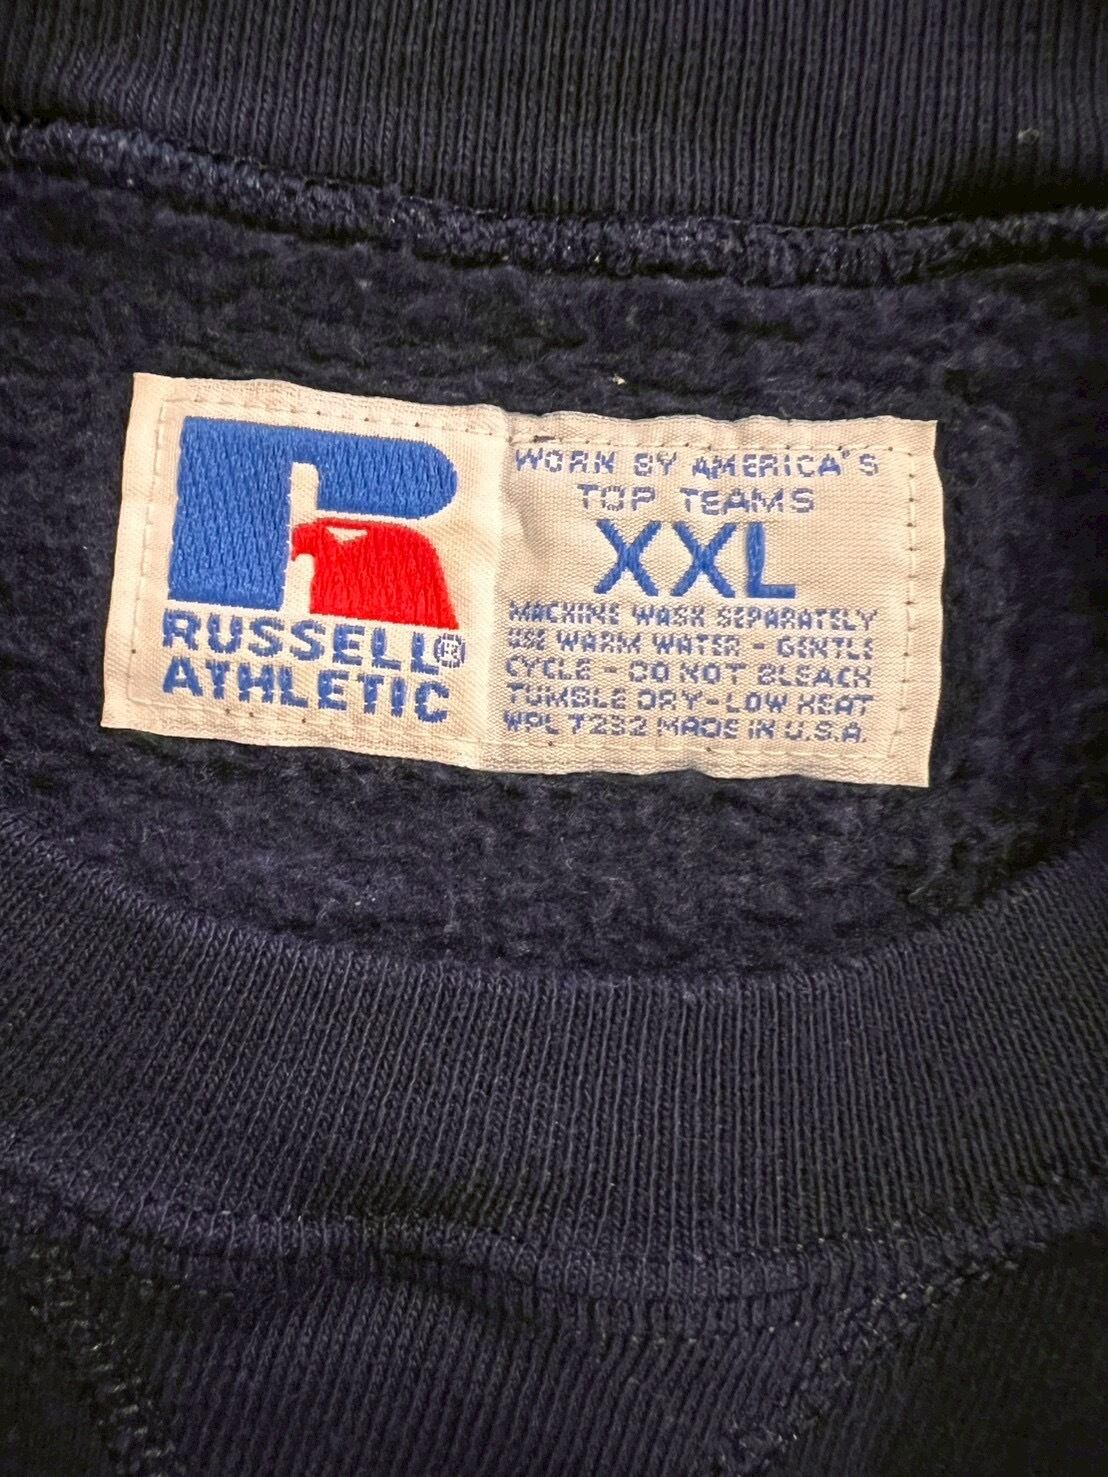 RUSSELL®
ATHLETIC
WORN BY AMERICA'S
TOP TEAMS
XXL
MACHINE WASH SEPARATELY
USE WARM WATER - GENTLE
CYCLE - DO NOT BLEACH
TUMBLE DRY-LOW HEAT
WPL 7232 MADE IN U.S.A.